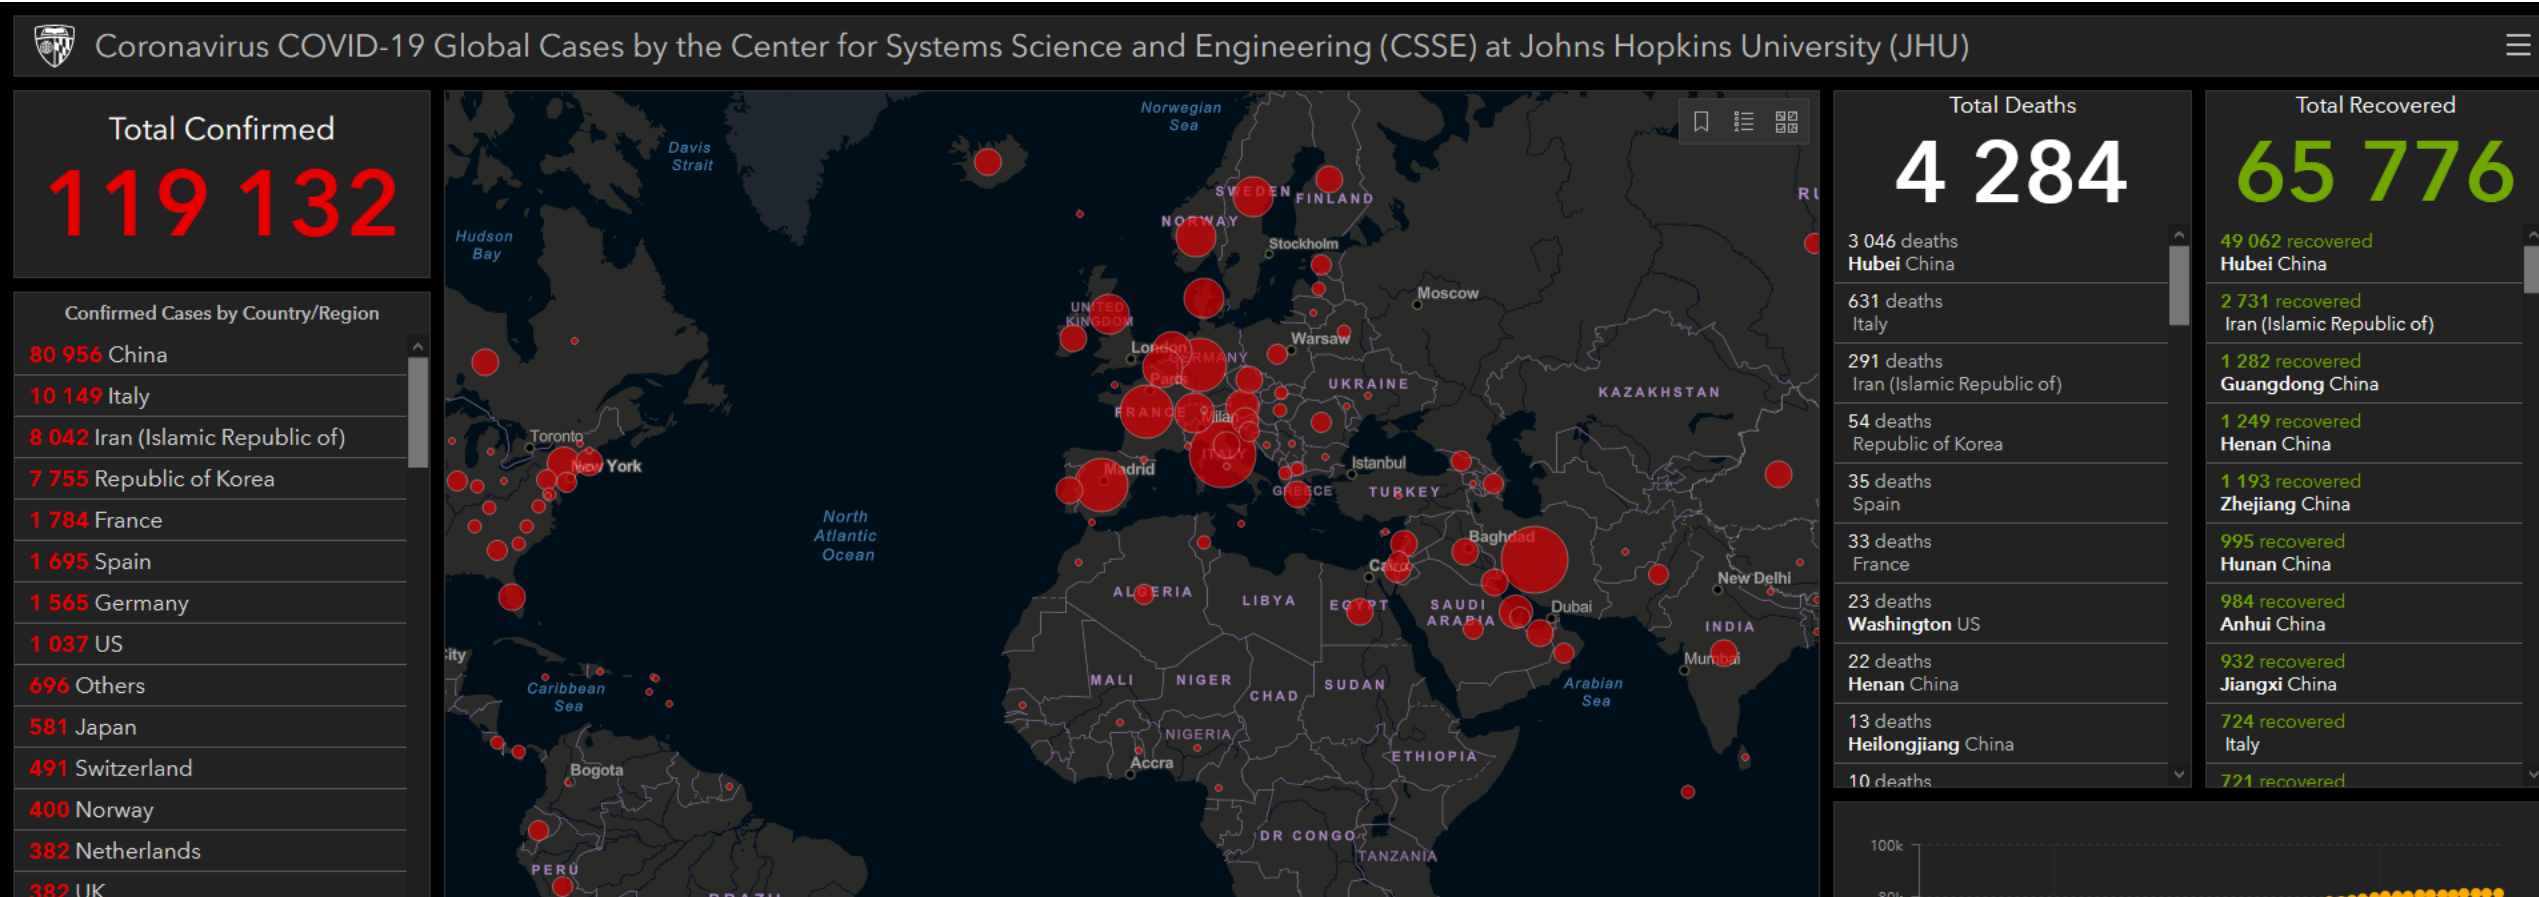 Coronavirus COVID-19 Global Cases by the Center for Systems Science and Engineering (CSSE) at Johns Hopkins University (JHU)
Total Confirmed
119 132
Confirmed Cases by Country/Region
80 956 China
10 149 Italy
8 042 Iran (Islamic Republic of)
7 755 Republic of Korea
1 784 France
1 695 Spain
1 565 Germany
1 037 US
696 Others
581 Japan
491 Switzerland
400 Norway
382 Netherlands
382 UK
Norwegian
Sea
Davis
Strait
Hudson
Bay
SWEDEN
FINLAND
NORWAY
Stockholm
Moscow
UNITED
KINGDOM
London
GERMANY
Warsaw
Paris
UKRAINE
KAZAKHSTAN
FRANCE
Milan
Toronto
New York
Madrid
ITALY
Istanbul
GREECE
TURKEY
North
Atlantic
Ocean
Baghdad
Cairo
New Delhi
ALGERIA
LIBYA
EGYPT
SAUDI
ARABIA
Dubai
INDIA
Mumbai
City
Caribbean
Sea
MALI
NIGER
CHAD
SUDAN
Arabian
Sea
NIGERIA
Accra
ETHIOPIA
Bogota
DR CONGO
TANZANIA
PERU
BRAZIL
Total Deaths
4 284
3 046 deaths
Hubei China
631 deaths
Italy
291 deaths
Iran (Islamic Republic of)
54 deaths
Republic of Korea
35 deaths
Spain
33 deaths
France
23 deaths
Washington US
22 deaths
Henan China
13 deaths
Heilongjiang China
10 deaths
Total Recovered
65 776
49 062 recovered
Hubei China
2 731 recovered
Iran (Islamic Republic of)
1 282 recovered
Guangdong China
1 249 recovered
Henan China
1 193 recovered
Zhejiang China
995 recovered
Hunan China
984 recovered
Anhui China
932 recovered
Jiangxi China
724 recovered
Italy
721 recovered
100k
80k